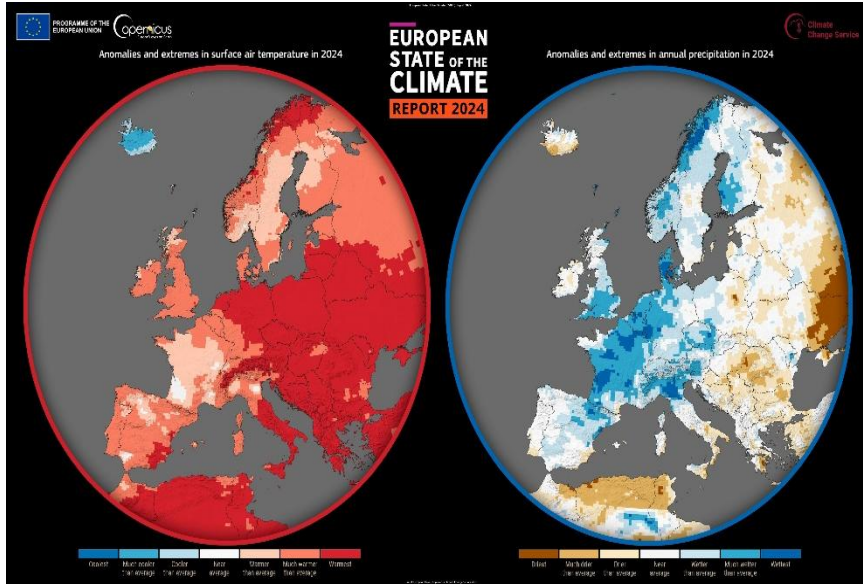 PROGRAMME OF THE
EUROPEAN UNION
Copernicus
EUROPEAN
STATE OF THE
CLIMATE
REPORT 2024
Climate
Change Service
Anomalies and extremes in surface air temperature in 2024
Anomalies and extremes in annual precipitation in 2024
Coolest
Much cooler
than average
Cooler
than average
Near
average
Warmer
than average
Much warmer
than average
Warmest
Driest
Much drier
than average
Drier
than average
Near
average
Wetter
than average
Much wetter
than average
Wettest